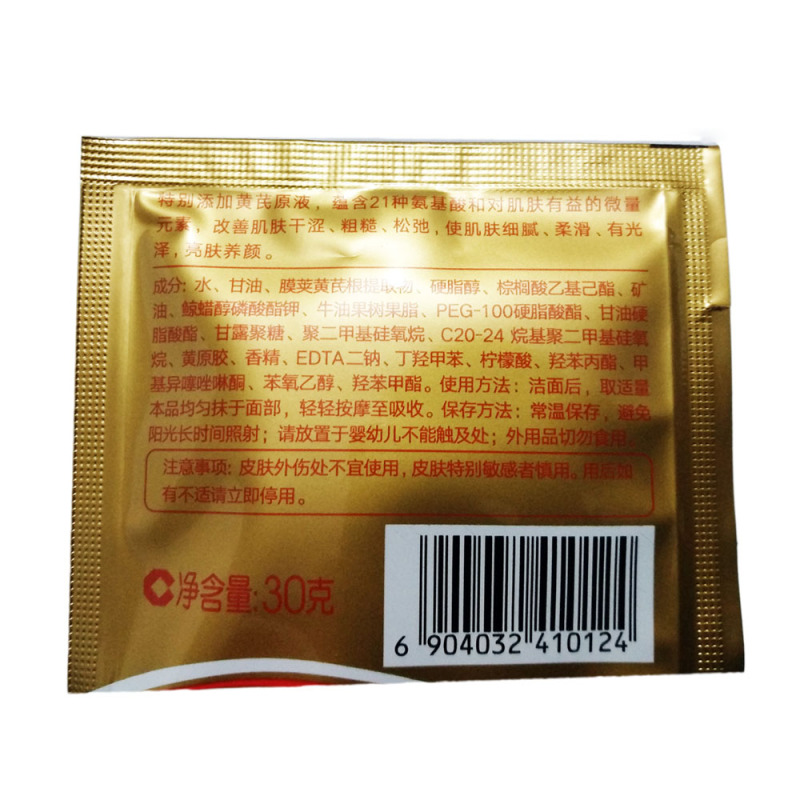 特别添加黄芪原液，蕴含21种氨基酸和对肌肤有益的微量
元素，改善肌肤干涩、粗糙、松弛，使肌肤细腻、柔滑、有光
泽，亮肤养颜。
成分：水、甘油、膜荚黄芪根提取物、硬脂醇、棕榈酸乙基己酯、矿
油、鲸蜡醇磷酸酯钾、牛油果树果脂、PEG-100硬脂酸酯、甘油硬
脂酸酯、甘露聚糖、聚二甲基硅氧烷、C20-24 烷基聚二甲基硅氧
烷、黄原胶、香精、EDTA二钠、丁羟甲苯、柠檬酸、羟苯丙酯、甲
基异噻唑啉酮、苯氧乙醇、羟苯甲酯。使用方法：洁面后，取适量
本品均匀抹于面部，轻轻按摩至吸收。保存方法：常温保存，避免
阳光长时间照射；请放置于婴幼儿不能触及处；外用品切勿食用。
注意事项：皮肤外伤处不宜使用，皮肤特别敏感者慎用。用后如
有不适请立即停用。
净含量:30克
6 904032 410124